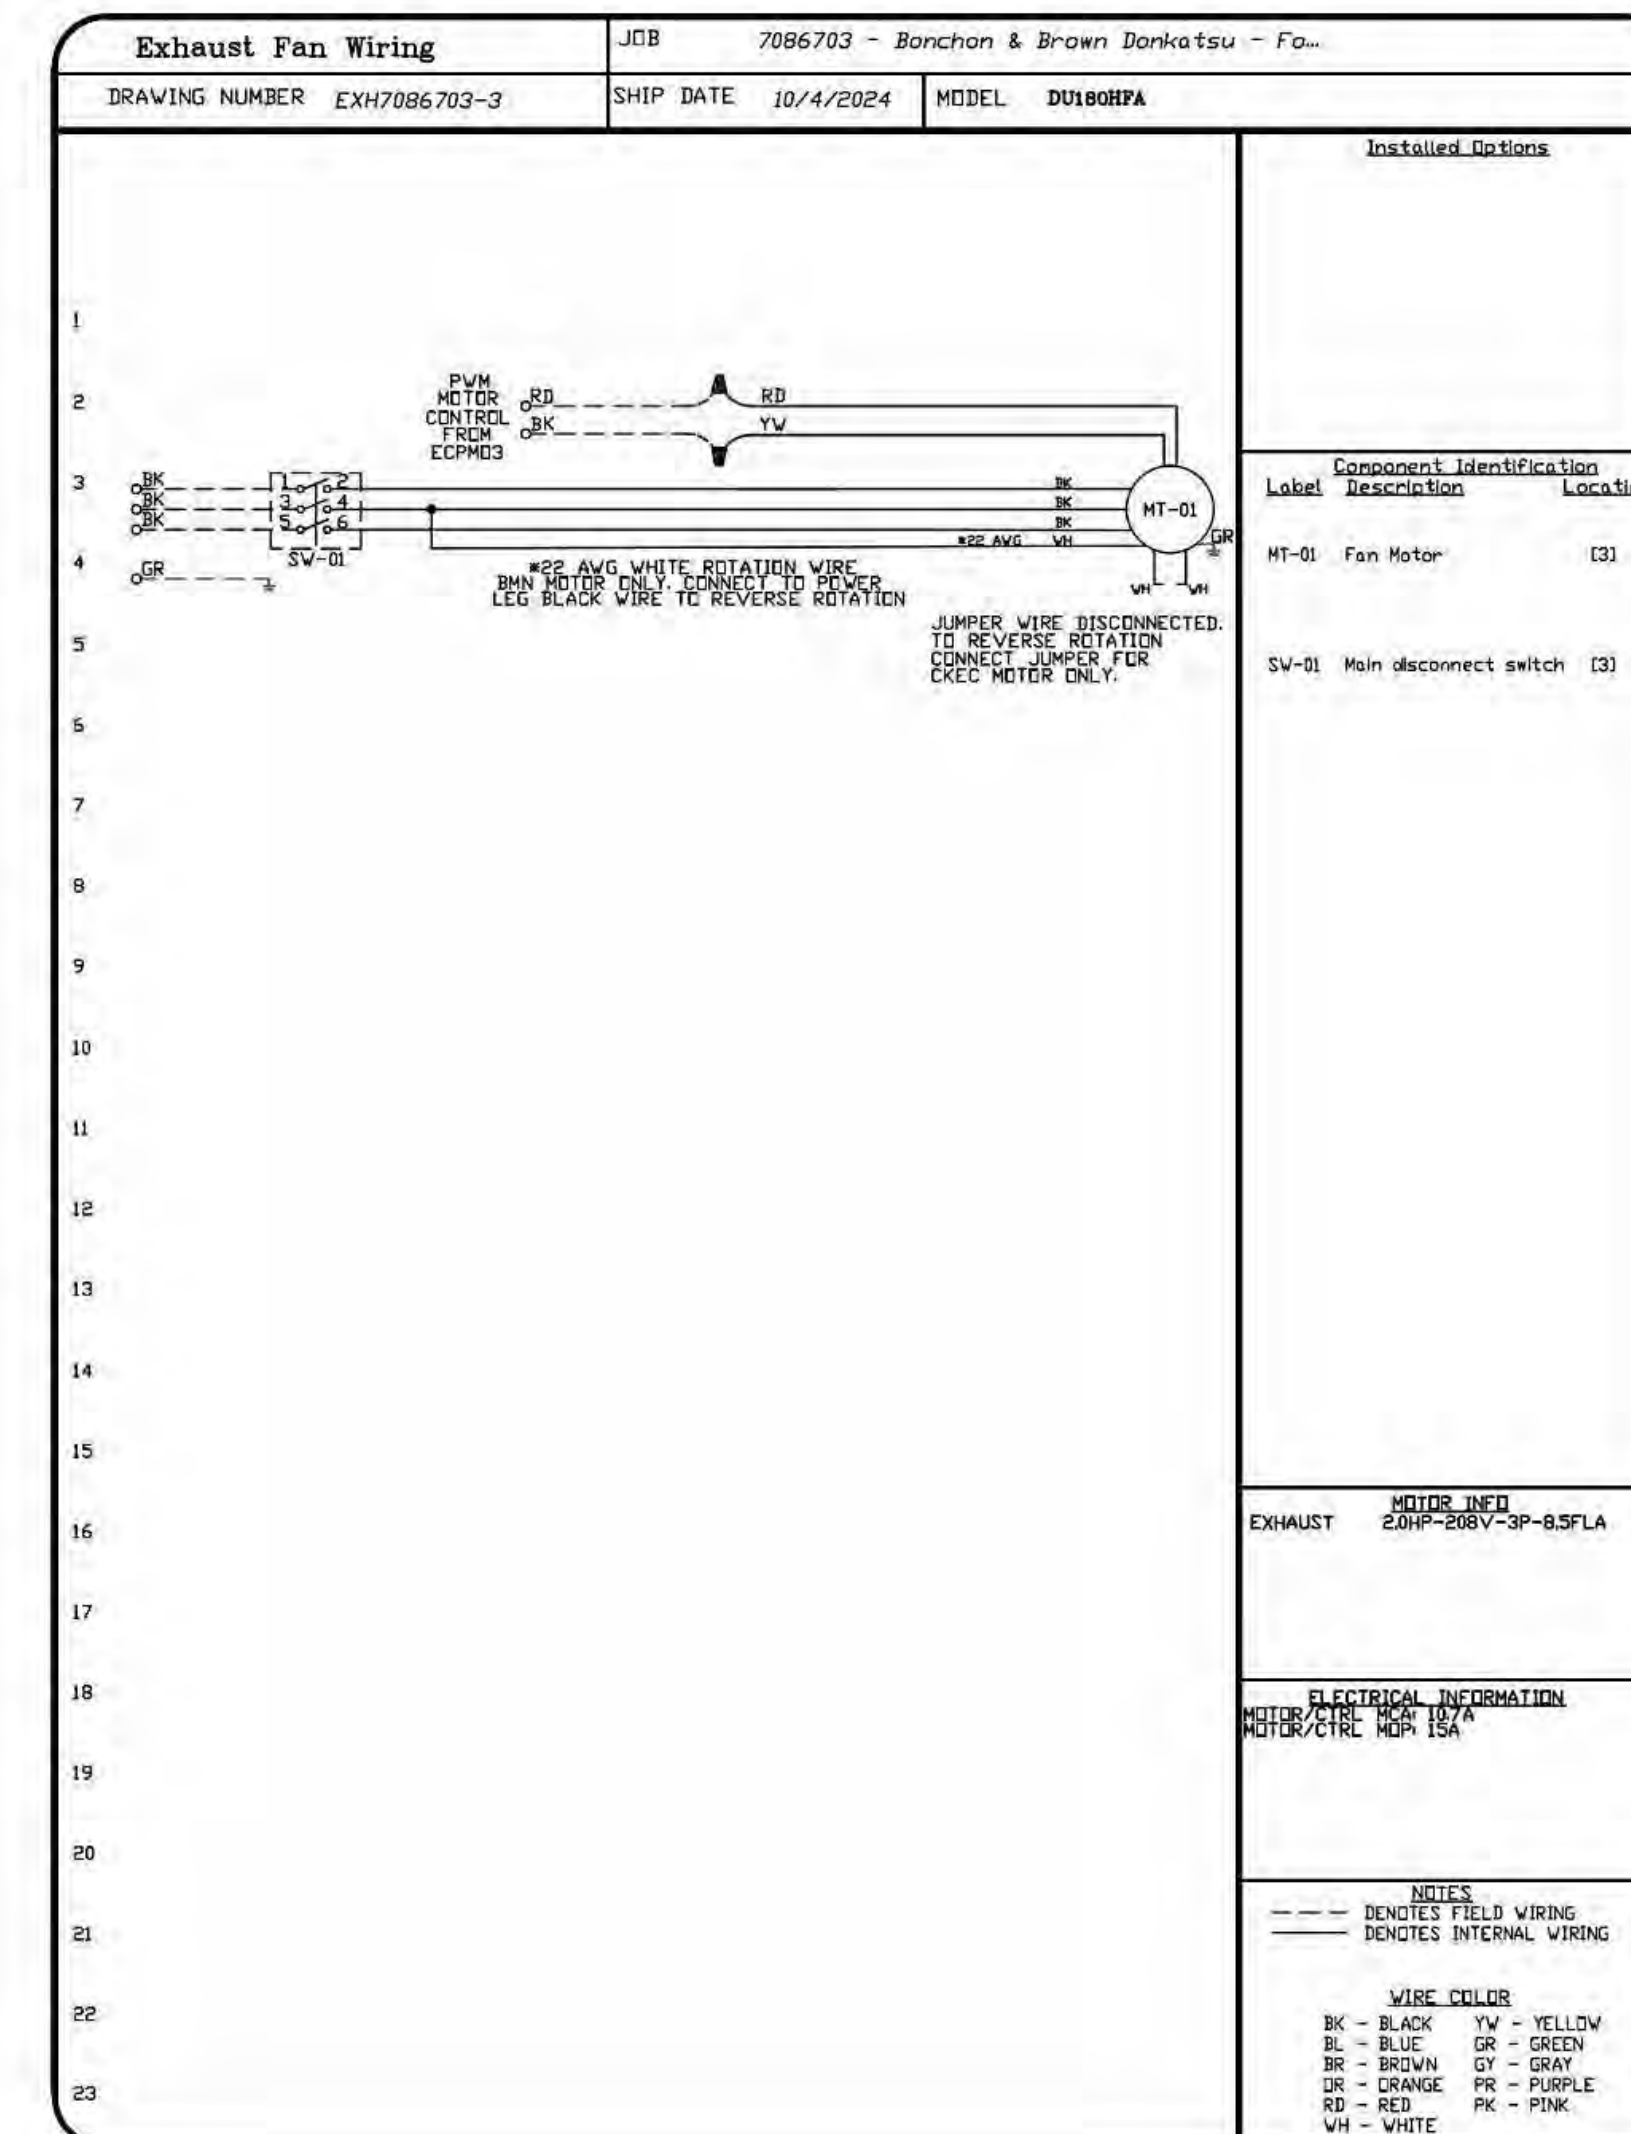 Exhaust Fan Wiring
JOB 7086703 - Bonchon & Brown Donkatsu - Fo...
DRAWING NUMBER EXH7086703-3
SHIP DATE 10/4/2024
MODEL DU180HFA
Installed Options
1
2
3
4
5
6
7
8
9
10
11
12
13
14
15
16
17
18
19
20
21
22
23
PWM
MOTOR
CONTROL
FROM
ECPM03
RD
BK
RD
YW
BK
BK
BK
GR
1 2
3 4
5 6
SW-01
BK
BK
BK
*22 AWG WH
MT-01
GR
WH WH
*22 AWG WHITE ROTATION WIRE
BMN MOTOR ONLY. CONNECT TO POWER
LEG BLACK WIRE TO REVERSE ROTATION
JUMPER WIRE DISCONNECTED.
TO REVERSE ROTATION
CONNECT JUMPER FOR
CKEC MOTOR ONLY.
Component Identification
Label Description Locati
MT-01 Fan Motor [3]
SW-01 Main disconnect switch [3]
MOTOR INFO
EXHAUST 2.0HP-208V-3P-8.5FLA
ELECTRICAL INFORMATION
MOTOR/CTRL MCA: 10.7A
MOTOR/CTRL MOP: 15A
NOTES
DENOTES FIELD WIRING
DENOTES INTERNAL WIRING
WIRE COLOR
BK - BLACK YW - YELLOW
BL - BLUE GR - GREEN
BR - BROWN GY - GRAY
OR - ORANGE PR - PURPLE
RD - RED PK - PINK
WH - WHITE